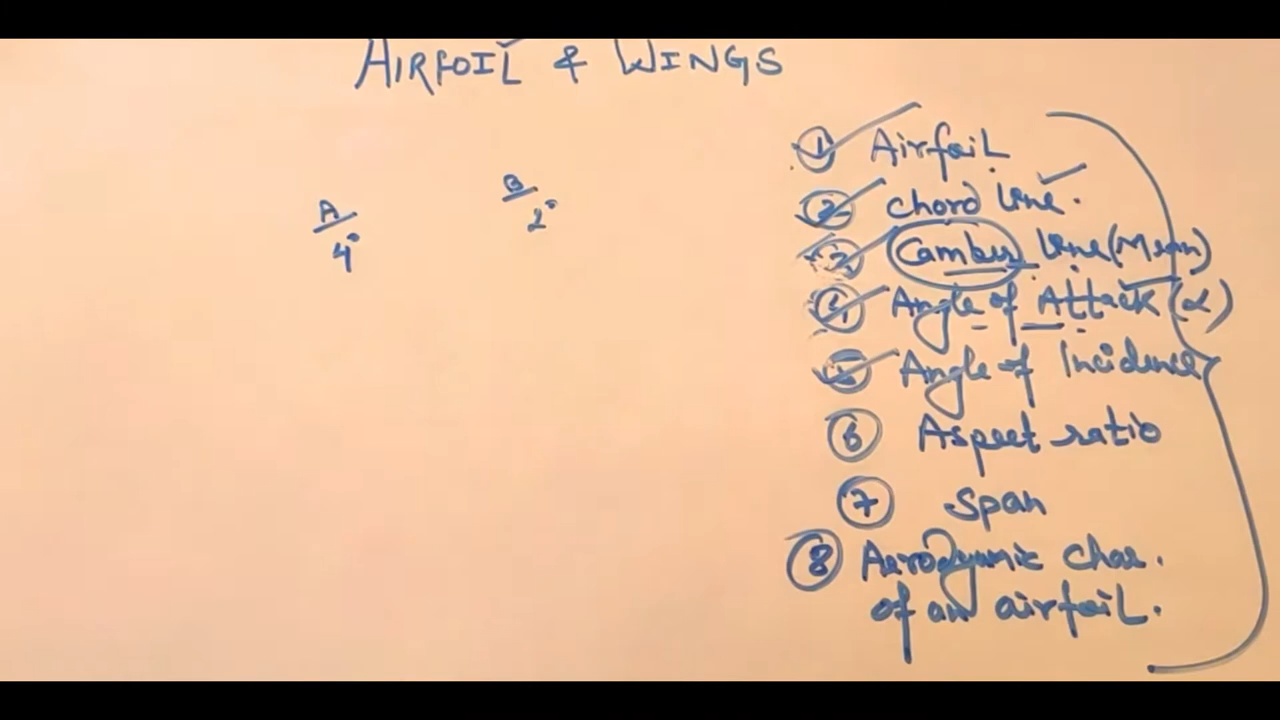 AIRFOIL & WINGS
A
4°
B
2°
① Airfoil
② Chord line.
③ Camber line (Mean)
④ Angle of Attack (α)
⑤ Angle of Incidence
⑥ Aspect ratio
⑦ Span
⑧ Aerodynamic char.
of an airfoil.